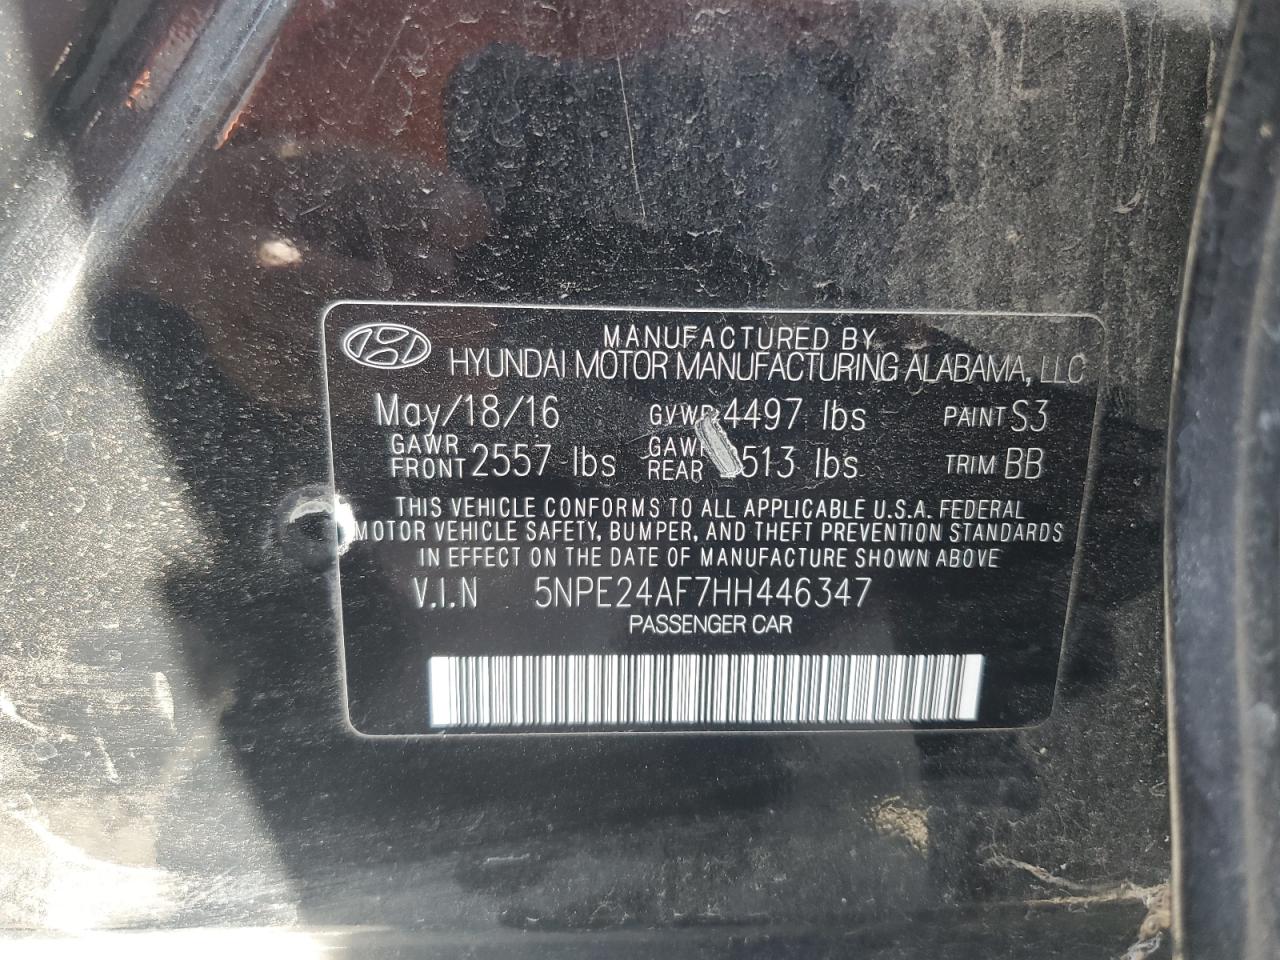 MANUFACTURED BY
HYUNDAI MOTOR MANUFACTURING ALABAMA, LLC
May/18/16 GVWR 4497 lbs PAINT S3
GAWR FRONT 2557 lbs GAWR REAR lbs TRIM BB
THIS VEHICLE CONFORMS TO ALL APPLICABLE U.S.A. FEDERAL
MOTOR VEHICLE SAFETY, BUMPER, AND THEFT PREVENTION STANDARDS
IN EFFECT ON THE DATE OF MANUFACTURE SHOWN ABOVE
V.I.N 5NPE24AF7HH446347
PASSENGER CAR